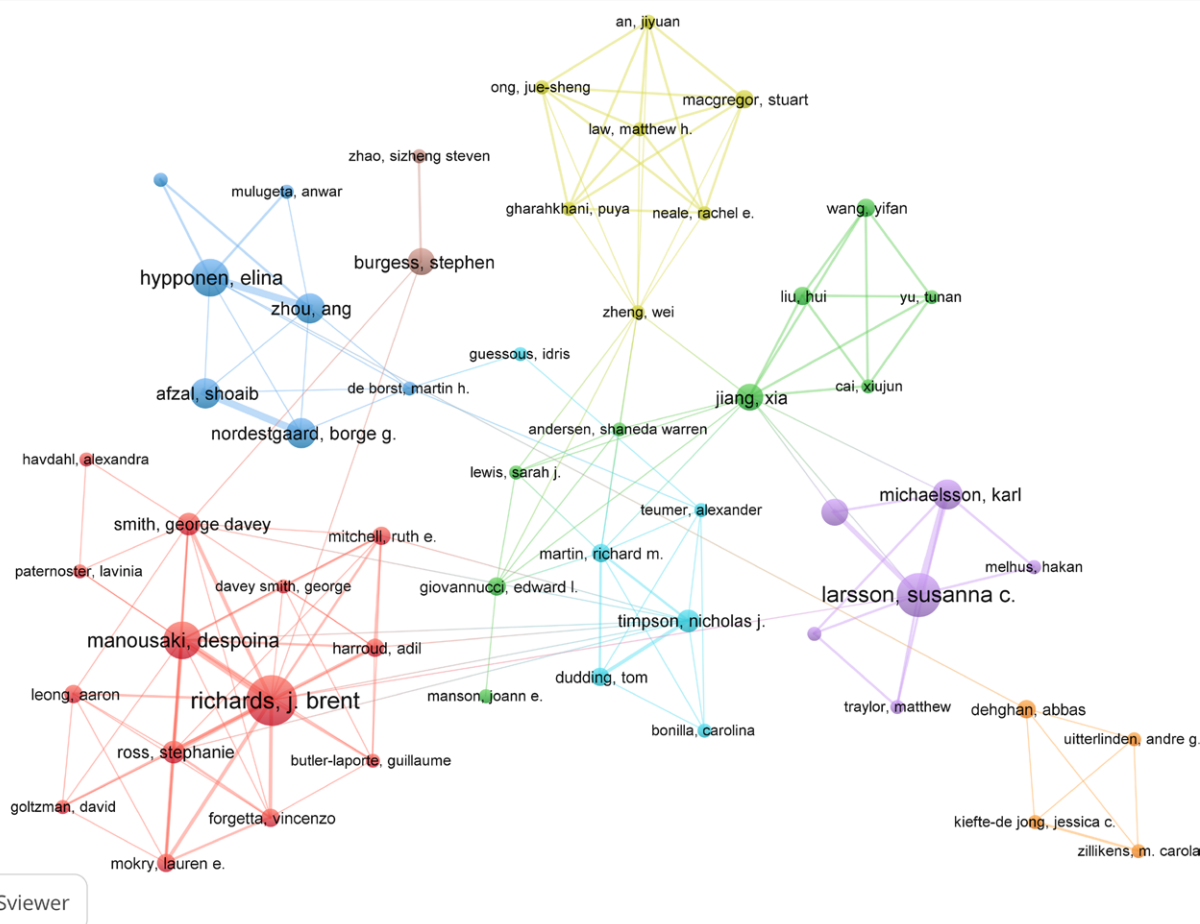 an, jiyuan
ong, jue-sheng
macgregor, stuart
law, matthew h.
zhao, sizheng steven
mulugeta, anwar
gharahkhani, puya
neale, rachel e.
wang, yifan
burgess, stephen
hypponen, elina
liu, hui
yu, tunan
zhou, ang
zheng, wei
guessous, idris
afzal, shoaib
de borst, martin h.
cai, xiujun
jiang, xia
nordestgaard, borge g.
andersen, shaneda warren
havdahl, alexandra
lewis, sarah j.
michaelsson, karl
smith, george davey
teumer, alexander
mitchell, ruth e.
martin, richard m.
paternoster, lavinia
melhus, hakan
davey smith, george
giovannucci, edward l.
larsson, susanna c.
timpson, nicholas j.
manousaki, despoina
harroud, adil
dudding, tom
leong, aaron
richards, j. brent
manson, joann e.
traylor, matthew
dehghan, abbas
bonilla, carolina
uitterlinden, andre g.
ross, stephanie
butler-laporte, guillaume
goltzman, david
forgetta, vincenzo
kiefte-de jong, jessica c.
zillikens, m. carola
mokry, lauren e.
Sviewer